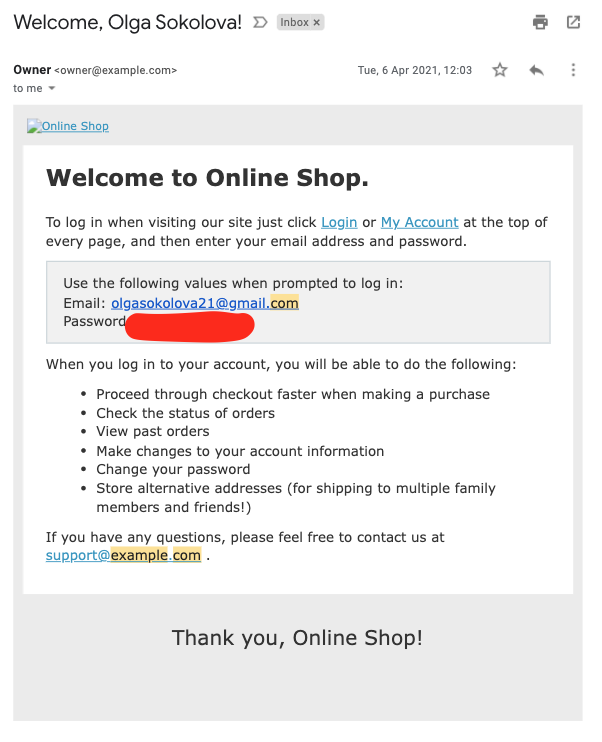 Welcome, Olga Sokolova! Inbox ×
Owner <owner@example.com> Tue, 6 Apr 2021, 12:03
to me
Online Shop
Welcome to Online Shop.
To log in when visiting our site just click Login or My Account at the top of
every page, and then enter your email address and password.
Use the following values when prompted to log in:
Email: olgasokolova21@gmail.com
Password
When you log in to your account, you will be able to do the following:
• Proceed through checkout faster when making a purchase
• Check the status of orders
• View past orders
• Make changes to your account information
• Change your password
• Store alternative addresses (for shipping to multiple family
members and friends!)
If you have any questions, please feel free to contact us at
support@example.com .
Thank you, Online Shop!